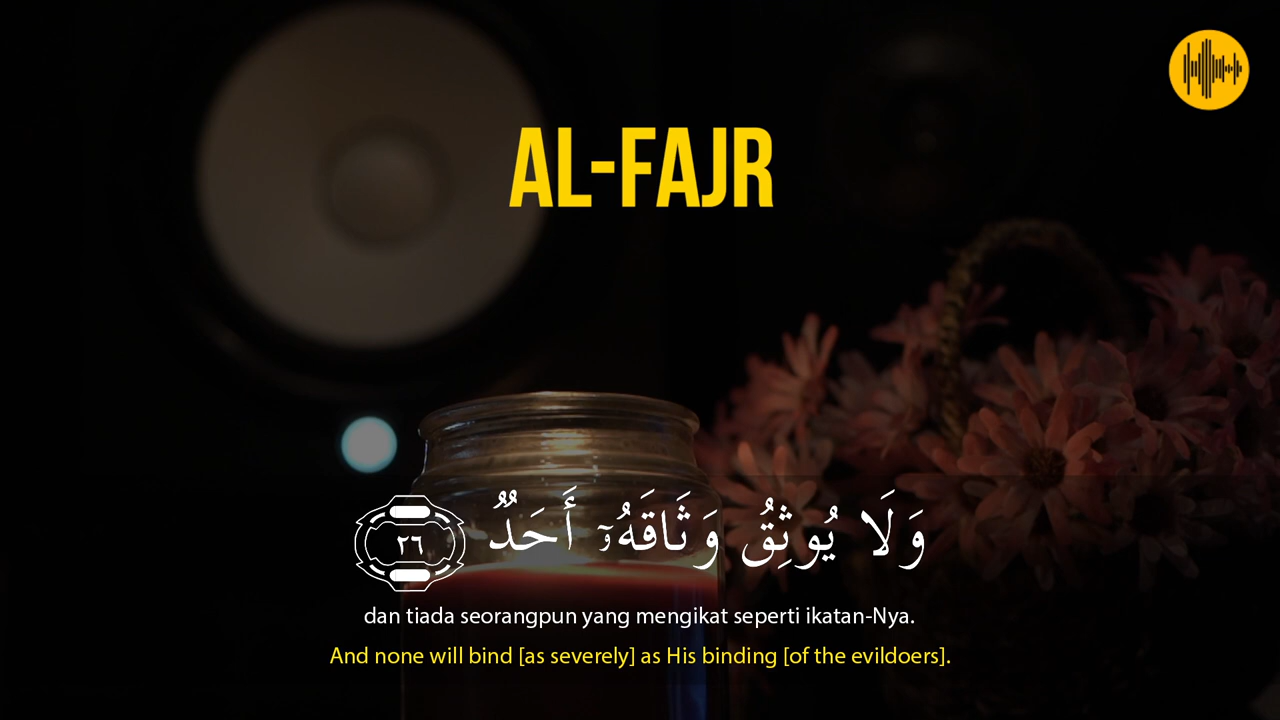 AL-FAJR
وَلَا يُوثِقُ وَثَاقَهُۥٓ أَحَدٌ ٢٦
dan tiada seorangpun yang mengikat seperti ikatan-Nya.
And none will bind [as severely] as His binding [of the evildoers].